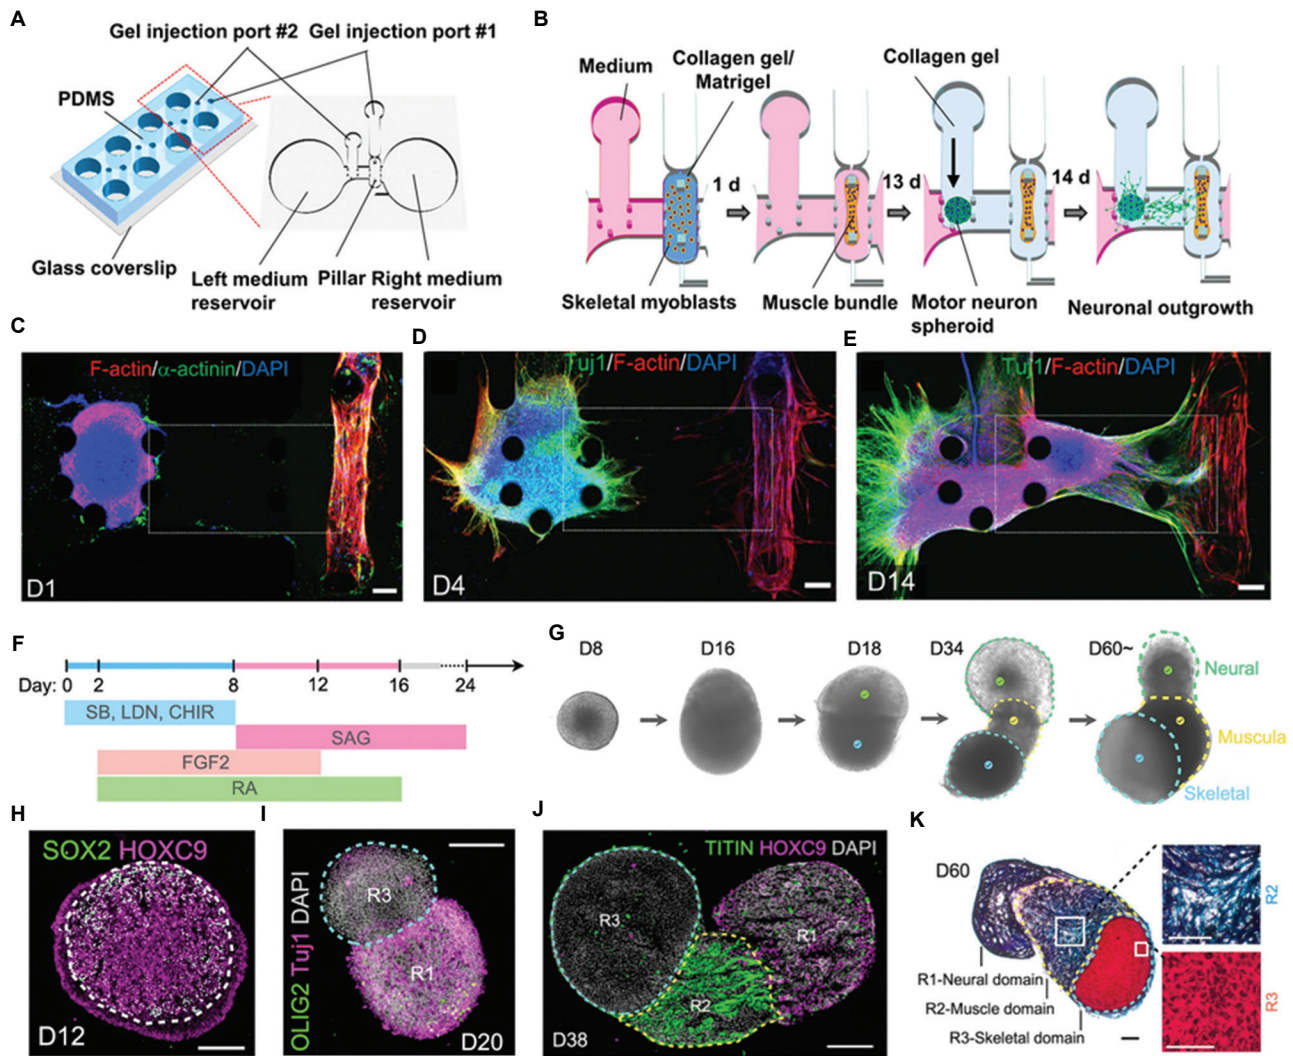 A
Gel injection port #2
Gel injection port #1
PDMS
Glass coverslip
Left medium
reservoir
Pillar
Right medium
reservoir
B
Medium
Collagen gel/
Matrigel
Collagen gel
1 d
13 d
14 d
Skeletal myoblasts
Muscle bundle
Motor neuron
spheroid
Neuronal outgrowth
C
F-actin/α-actinin/DAPI
D1
D
Tuj1/F-actin/DAPI
D4
E
Tuj1/F-actin/DAPI
D14
F
Day: 0 2 8 12 16 24
SB, LDN, CHIR
SAG
FGF2
RA
G
D8
D16
D18
D34
D60~
Neural
Muscula
Skeletal
H
SOX2 HOXC9
D12
I
OLIG2 Tuj1 DAPI
R3
R1
D20
J
TITIN HOXC9 DAPI
R3
R1
R2
D38
K
D60
R2
R3
R1-Neural domain
R2-Muscle domain
R3-Skeletal domain